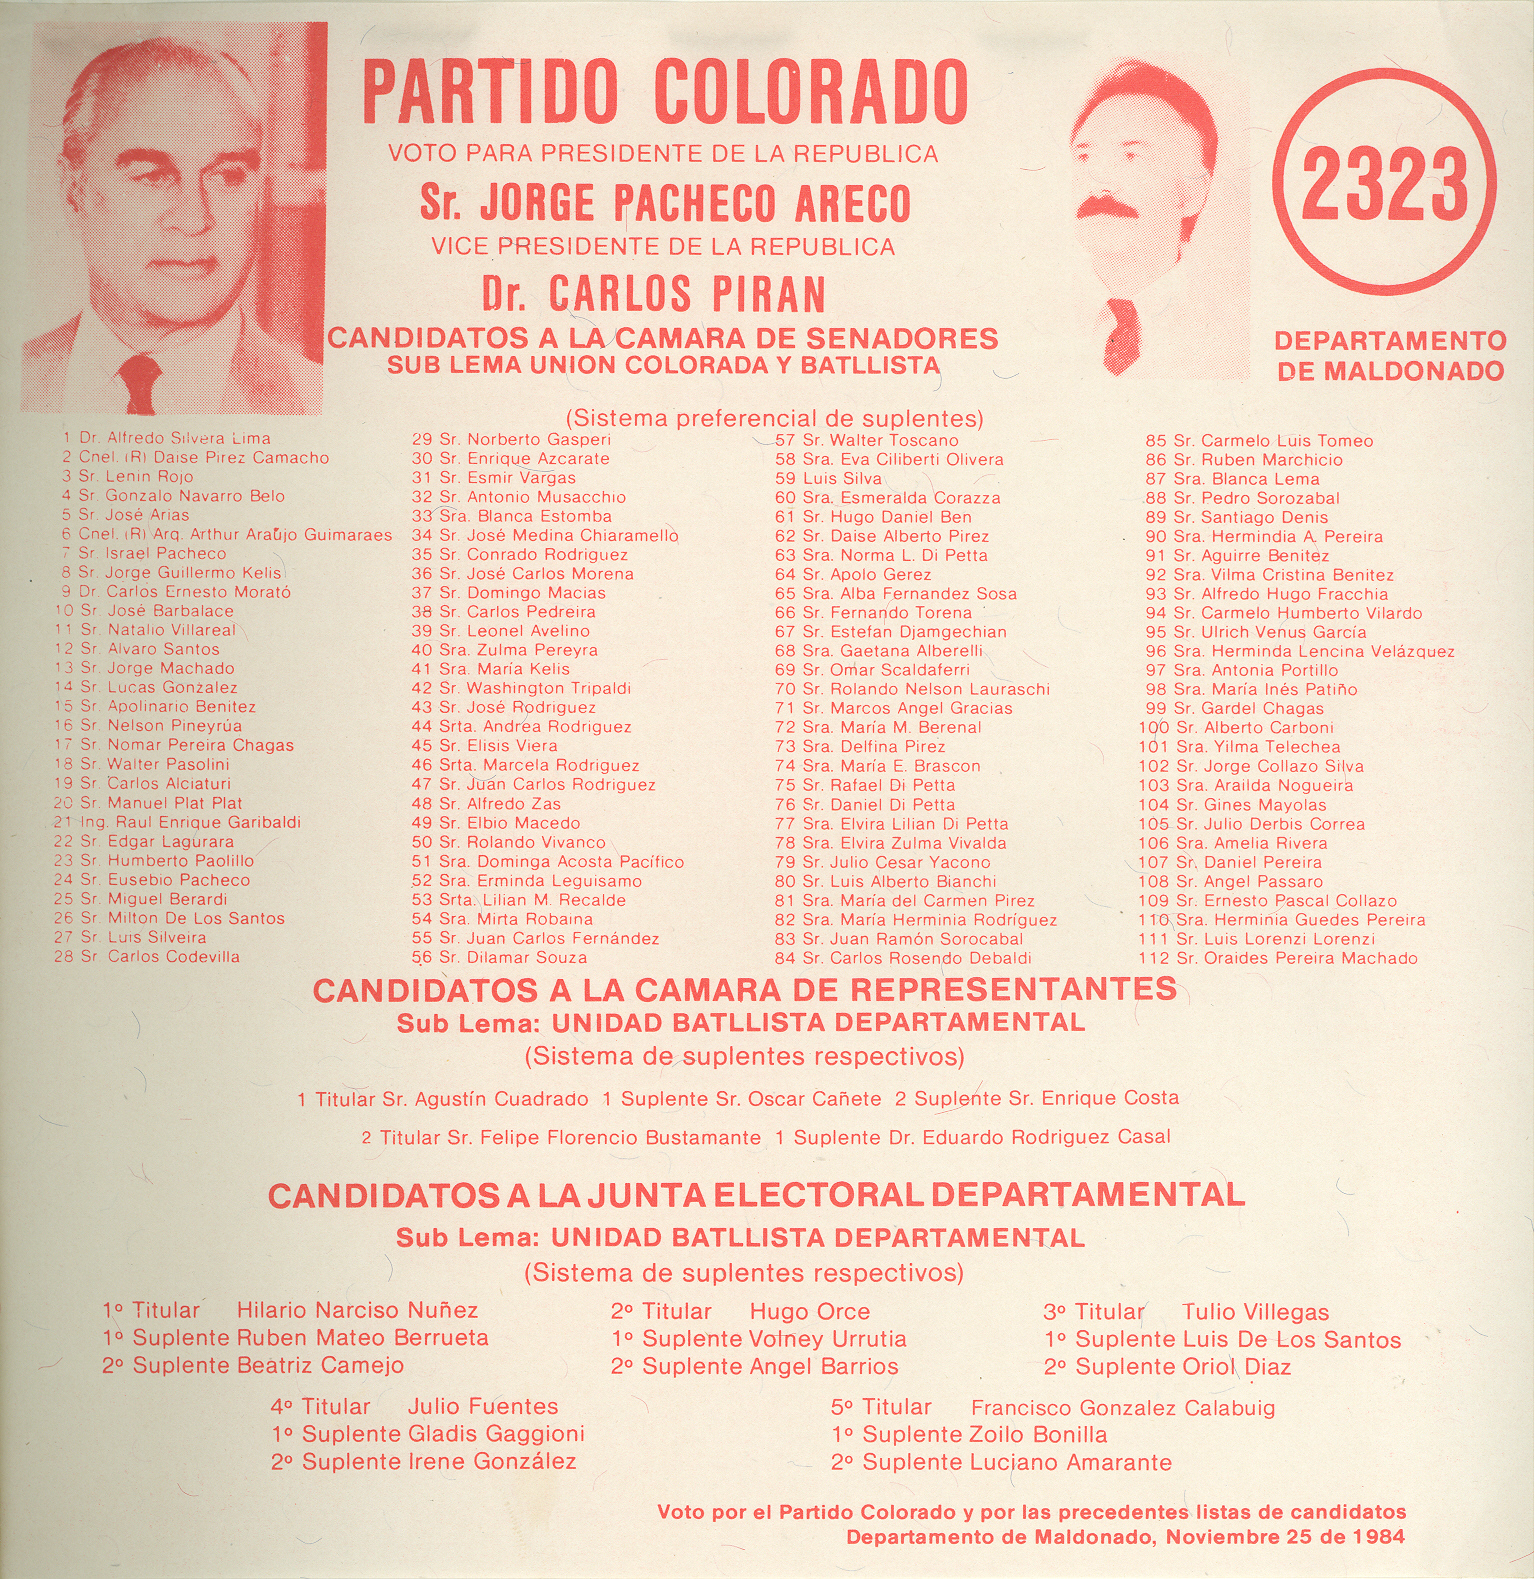 PARTIDO COLORADO
VOTO PARA PRESIDENTE DE LA REPUBLICA
Sr. JORGE PACHECO ARECO
VICE PRESIDENTE DE LA REPUBLICA
Dr. CARLOS PIRAN
CANDIDATOS A LA CAMARA DE SENADORES
SUB LEMA UNION COLORADA Y BATLLISTA
2323
DEPARTAMENTO
DE MALDONADO
(Sistema preferencial de suplentes)
1 Dr. Alfredo Silvera Lima
2 Cnel. (R) Daise Pirez Camacho
3 Sr. Lenin Rojo
4 Sr. Gonzalo Navarro Belo
5 Sr. José Arias
6 Cnel. (R) Arq. Arthur Araújo Guimaraes
7 Sr. Israel Pacheco
8 Sr. Jorge Guillermo Kelis
9 Dr. Carlos Ernesto Morató
10 Sr. José Barbalace
11 Sr. Natalio Villareal
12 Sr. Alvaro Santos
13 Sr. Jorge Machado
14 Sr. Lucas González
15 Sr. Apolinario Benitez
16 Sr. Nelson Pineyrúa
17 Sr. Nomar Pereira Chagas
18 Sr. Walter Pasolini
19 Sr. Carlos Alciaturi
20 Sr. Manuel Plat Plat
21 Ing. Raul Enrique Garibaldi
22 Sr. Edgar Lagurara
23 Sr. Humberto Paolillo
24 Sr. Eusebio Pacheco
25 Sr. Miguel Berardi
26 Sr. Milton De Los Santos
27 Sr. Luis Silveira
28 Sr. Carlos Codevilla
29 Sr. Norberto Gasperi
30 Sr. Enrique Azcarate
31 Sr. Esmir Vargas
32 Sr. Antonio Musacchio
33 Sra. Blanca Estomba
34 Sr. José Medina Chiaramello
35 Sr. Conrado Rodriguez
36 Sr. José Carlos Morena
37 Sr. Domingo Macias
38 Sr. Carlos Pedreira
39 Sr. Leonel Avelino
40 Sra. Zulma Pereyra
41 Sra. María Kelis
42 Sr. Washington Tripaldi
43 Sr. José Rodriguez
44 Srta. Andrea Rodriguez
45 Sr. Elisis Viera
46 Srta. Marcela Rodriguez
47 Sr. Juan Carlos Rodriguez
48 Sr. Alfredo Zas
49 Sr. Elbio Macedo
50 Sr. Rolando Vivanco
51 Sra. Dominga Acosta Pacífico
52 Sra. Erminda Leguisamo
53 Srta. Lilian M. Recalde
54 Sra. Mirta Robaina
55 Sr. Juan Carlos Fernández
56 Sr. Dilamar Souza
57 Sr. Walter Toscano
58 Sra. Eva Ciliberti Olivera
59 Luis Silva
60 Sra. Esmeralda Corazza
61 Sr. Hugo Daniel Ben
62 Sr. Daise Alberto Pirez
63 Sra. Norma L. Di Petta
64 Sr. Apolo Gerez
65 Sra. Alba Fernandez Sosa
66 Sr. Fernando Torena
67 Sr. Estefan Djamgechian
68 Sra. Gaetana Alberelli
69 Sr. Omar Scaldaferri
70 Sr. Rolando Nelson Lauraschi
71 Sr. Marcos Angel Gracias
72 Sra. María M. Berenal
73 Sra. Delfina Pirez
74 Sra. María E. Brascon
75 Sr. Rafael Di Petta
76 Sr. Daniel Di Petta
77 Sra. Elvira Lilian Di Petta
78 Sra. Elvira Zulma Vivalda
79 Sr. Julio Cesar Yacono
80 Sr. Luis Alberto Bianchi
81 Sra. María del Carmen Pirez
82 Sra. María Herminia Rodríguez
83 Sr. Juan Ramón Sorocabal
84 Sr. Carlos Rosendo Debaldi
85 Sr. Carmelo Luis Tomeo
86 Sr. Ruben Marchicio
87 Sra. Blanca Lema
88 Sr. Pedro Sorozabal
89 Sr. Santiago Denis
90 Sra. Hermindia A. Pereira
91 Sr. Aguirre Benitez
92 Sra. Vilma Cristina Benitez
93 Sr. Alfredo Hugo Fracchia
94 Sr. Carmelo Humberto Vilardo
95 Sr. Ulrich Venus García
96 Sra. Herminda Lencina Velázquez
97 Sra. Antonia Portillo
98 Sra. María Inés Patiño
99 Sr. Gardel Chagas
100 Sr. Alberto Carboni
101 Sra. Yilma Telechea
102 Sr. Jorge Collazo Silva
103 Sra. Arailda Nogueira
104 Sr. Gines Mayolas
105 Sr. Julio Derbis Correa
106 Sra. Amelia Rivera
107 Sr. Daniel Pereira
108 Sr. Angel Passaro
109 Sr. Ernesto Pascal Collazo
110 Sra. Herminia Guedes Pereira
111 Sr. Luis Lorenzi Lorenzi
112 Sr. Oraides Pereira Machado
CANDIDATOS A LA CAMARA DE REPRESENTANTES
Sub Lema: UNIDAD BATLLISTA DEPARTAMENTAL
(Sistema de suplentes respectivos)
1 Titular Sr. Agustín Cuadrado 1 Suplente Sr. Oscar Cañete 2 Suplente Sr. Enrique Costa
2 Titular Sr. Felipe Florencio Bustamante 1 Suplente Dr. Eduardo Rodriguez Casal
CANDIDATOS A LA JUNTA ELECTORAL DEPARTAMENTAL
Sub Lema: UNIDAD BATLLISTA DEPARTAMENTAL
(Sistema de suplentes respectivos)
1º Titular Hilario Narciso Nuñez
1º Suplente Ruben Mateo Berrueta
2º Suplente Beatriz Camejo
2º Titular Hugo Orce
1º Suplente Volney Urrutia
2º Suplente Angel Barrios
3º Titular Tulio Villegas
1º Suplente Luis De Los Santos
2º Suplente Oriol Diaz
4º Titular Julio Fuentes
1º Suplente Gladis Gaggioni
2º Suplente Irene González
5º Titular Francisco Gonzalez Calabuig
1º Suplente Zoilo Bonilla
2º Suplente Luciano Amarante
Voto por el Partido Colorado y por las precedentes listas de candidatos
Departamento de Maldonado, Noviembre 25 de 1984